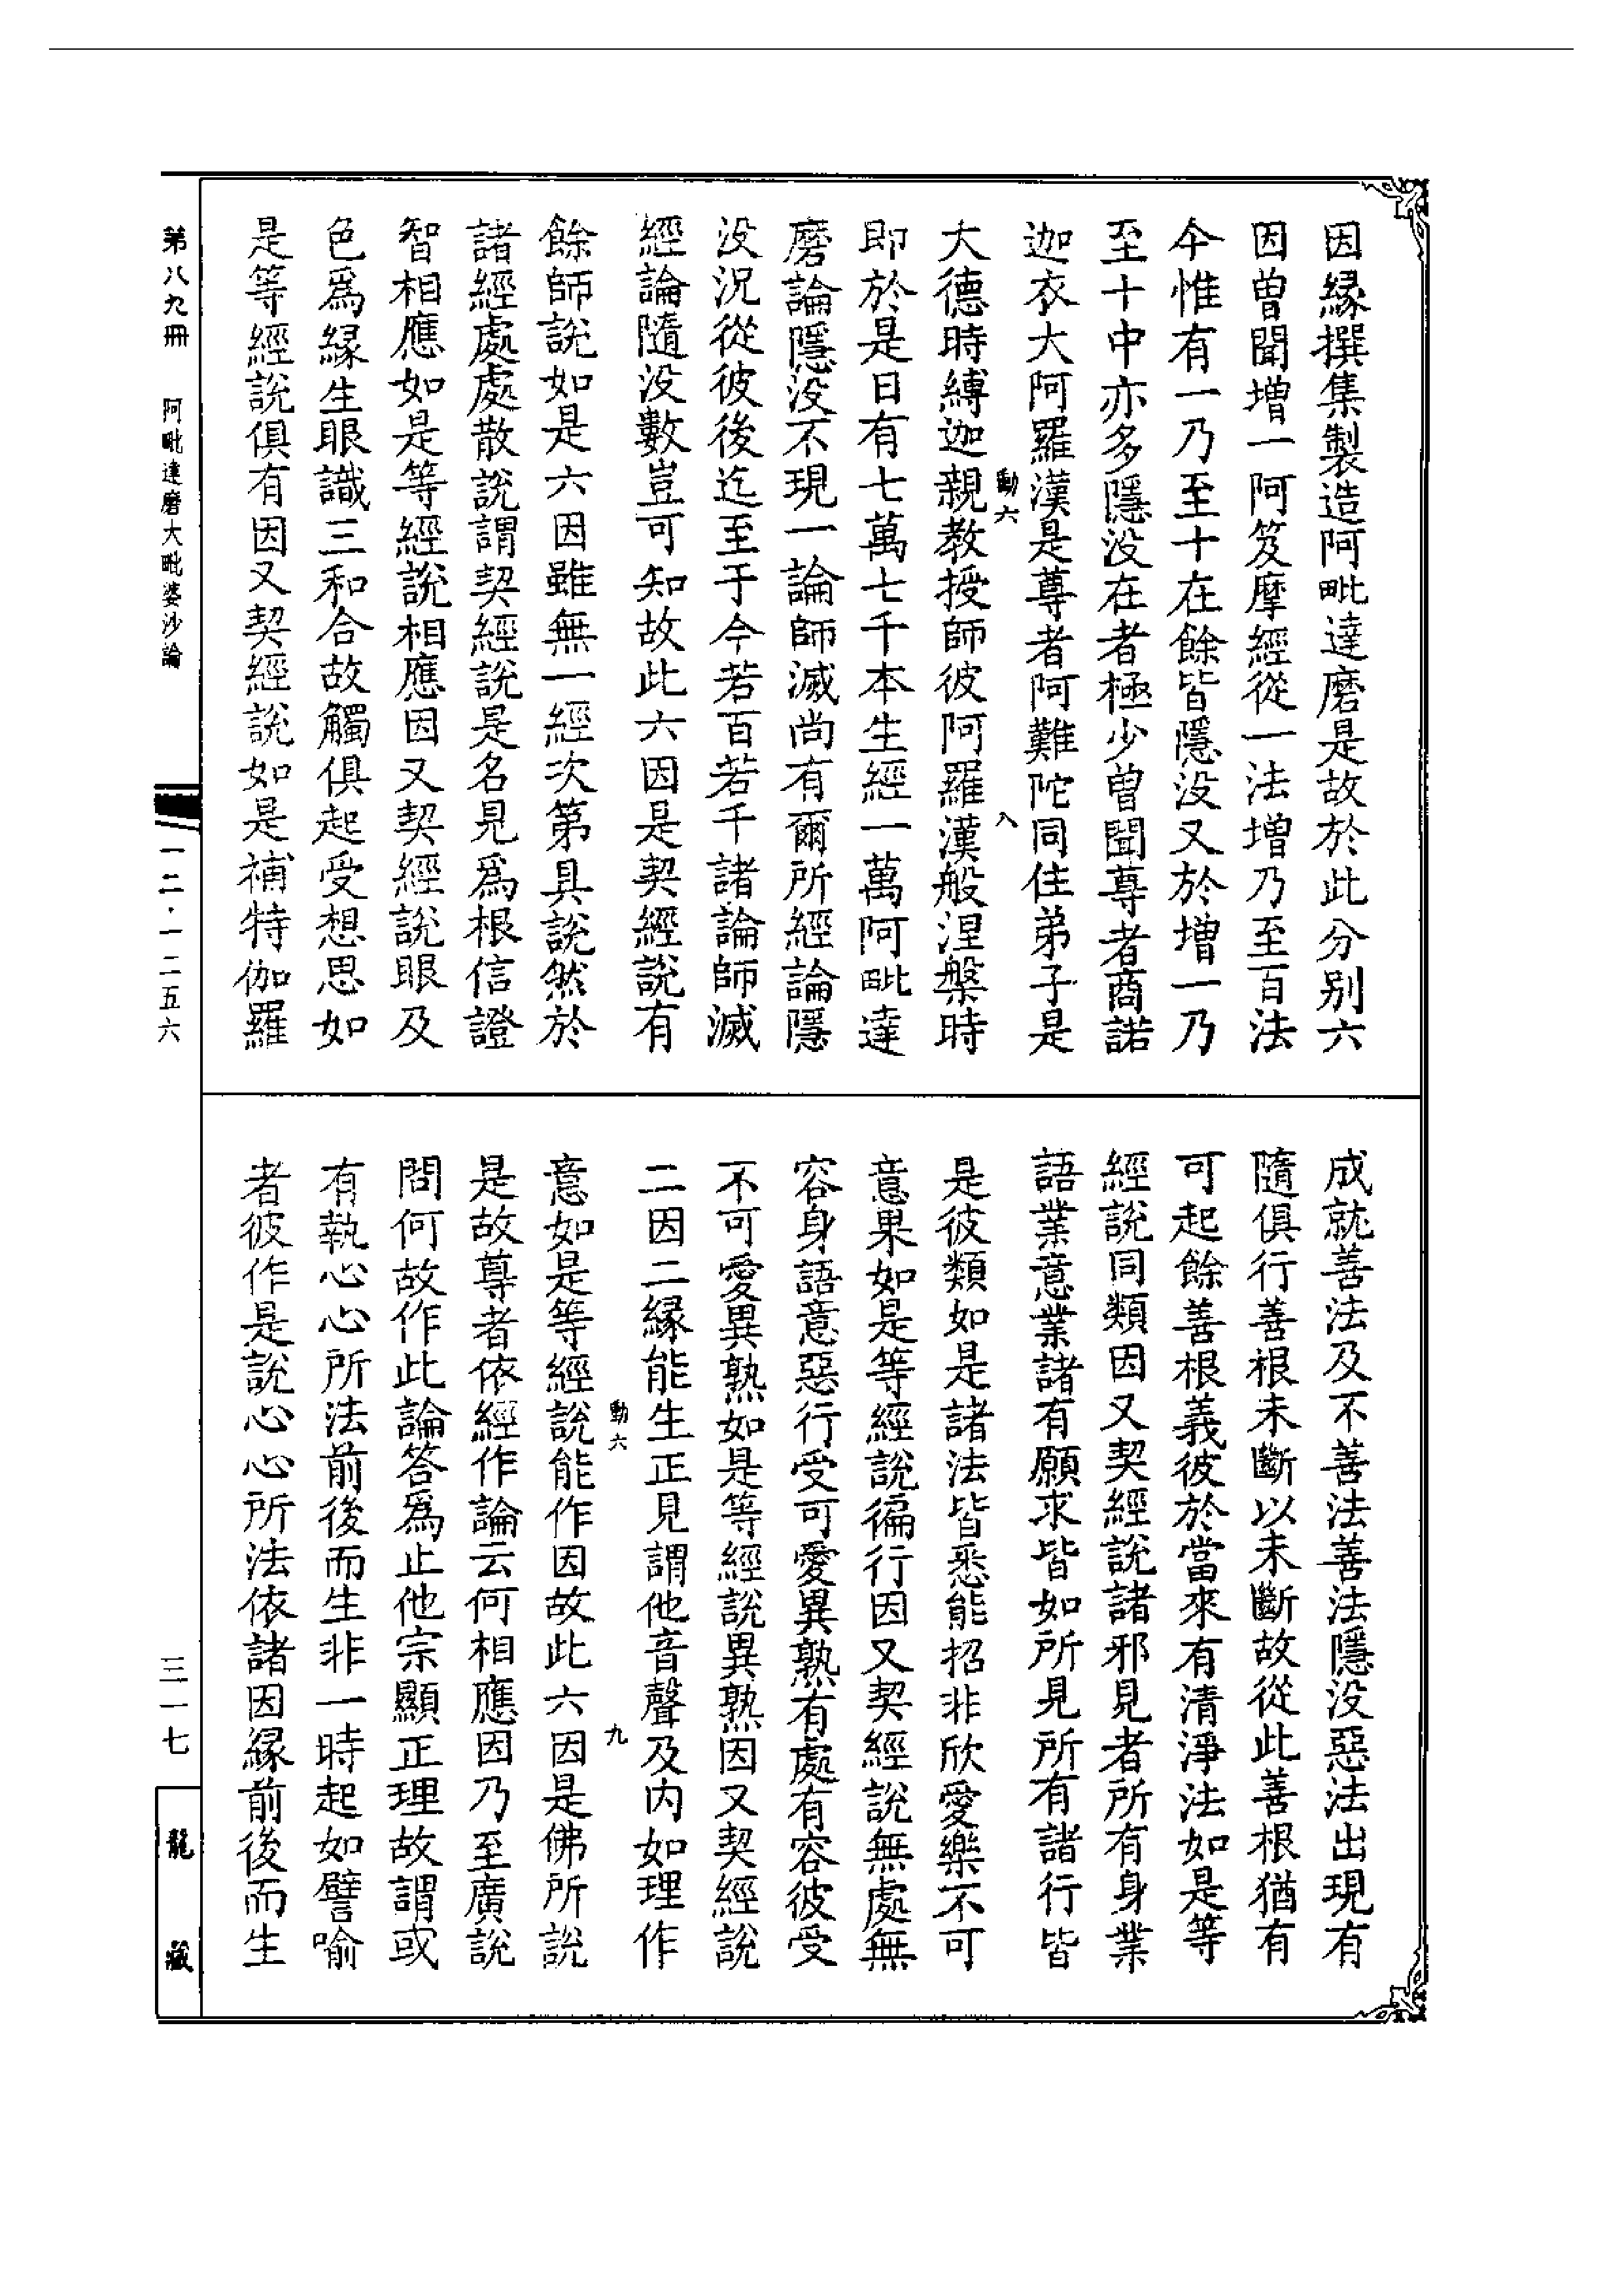 因緣撰集製造阿毗達磨是故於此分別六
因曾聞增一阿笈摩經從一法增乃至百法
今惟有一乃至十在餘皆隱没又於增一乃
至十中亦多隱没在者極少曾聞尊者商諾
迦衣大阿羅漢是尊者阿難陀同住弟子是
動六
八
大德時縛迦親教授師彼阿羅漢般涅槃時
即於是日有七萬七千本生經一萬阿毗達
磨論隱没不現一論師滅尚有爾所經論隱
没況從彼後迄至于今若百若千諸論師滅
經論隨没數豈可知故此六因是契經說有
餘師說如是六因雖無一經次第具說然於
諸經處處散說謂契經說是名見爲根信證
智相應如是等經說相應因又契經說眼及
色爲緣生眼識三和合故觸俱起受想思如
是等經說俱有因又契經說如是補特伽羅
成就善法及不善法善法隱没惡法出現有
隨俱行善根未斷以未斷故從此善根猶有
可起餘善根義彼於當來有清淨法如是等
經說同類因又契經說諸邪見者所有身業
語業意業諸有願求皆如所見所有諸行皆
是彼類如是諸法皆悉能招非欣愛樂不可
意果如是等經說徧行因又契經說無處無
容身語意惡行受可愛異熟有處有容彼受
不可愛異熟如是等經說異熟因又契經說
二因二緣能生正見謂他音聲及内如理作
動六
九
意如是等經說能作因故此六因是佛所說
是故尊者依經作論云何相應因乃至廣說
問何故作此論答爲止他宗顯正理故謂或
有執心心所法前後而生非一時起如譬喻
者彼作是說心心所法依諸因緣前後而生
第八九冊 阿毗達磨大毗婆沙論
一二·一二五六
三一七
龍藏